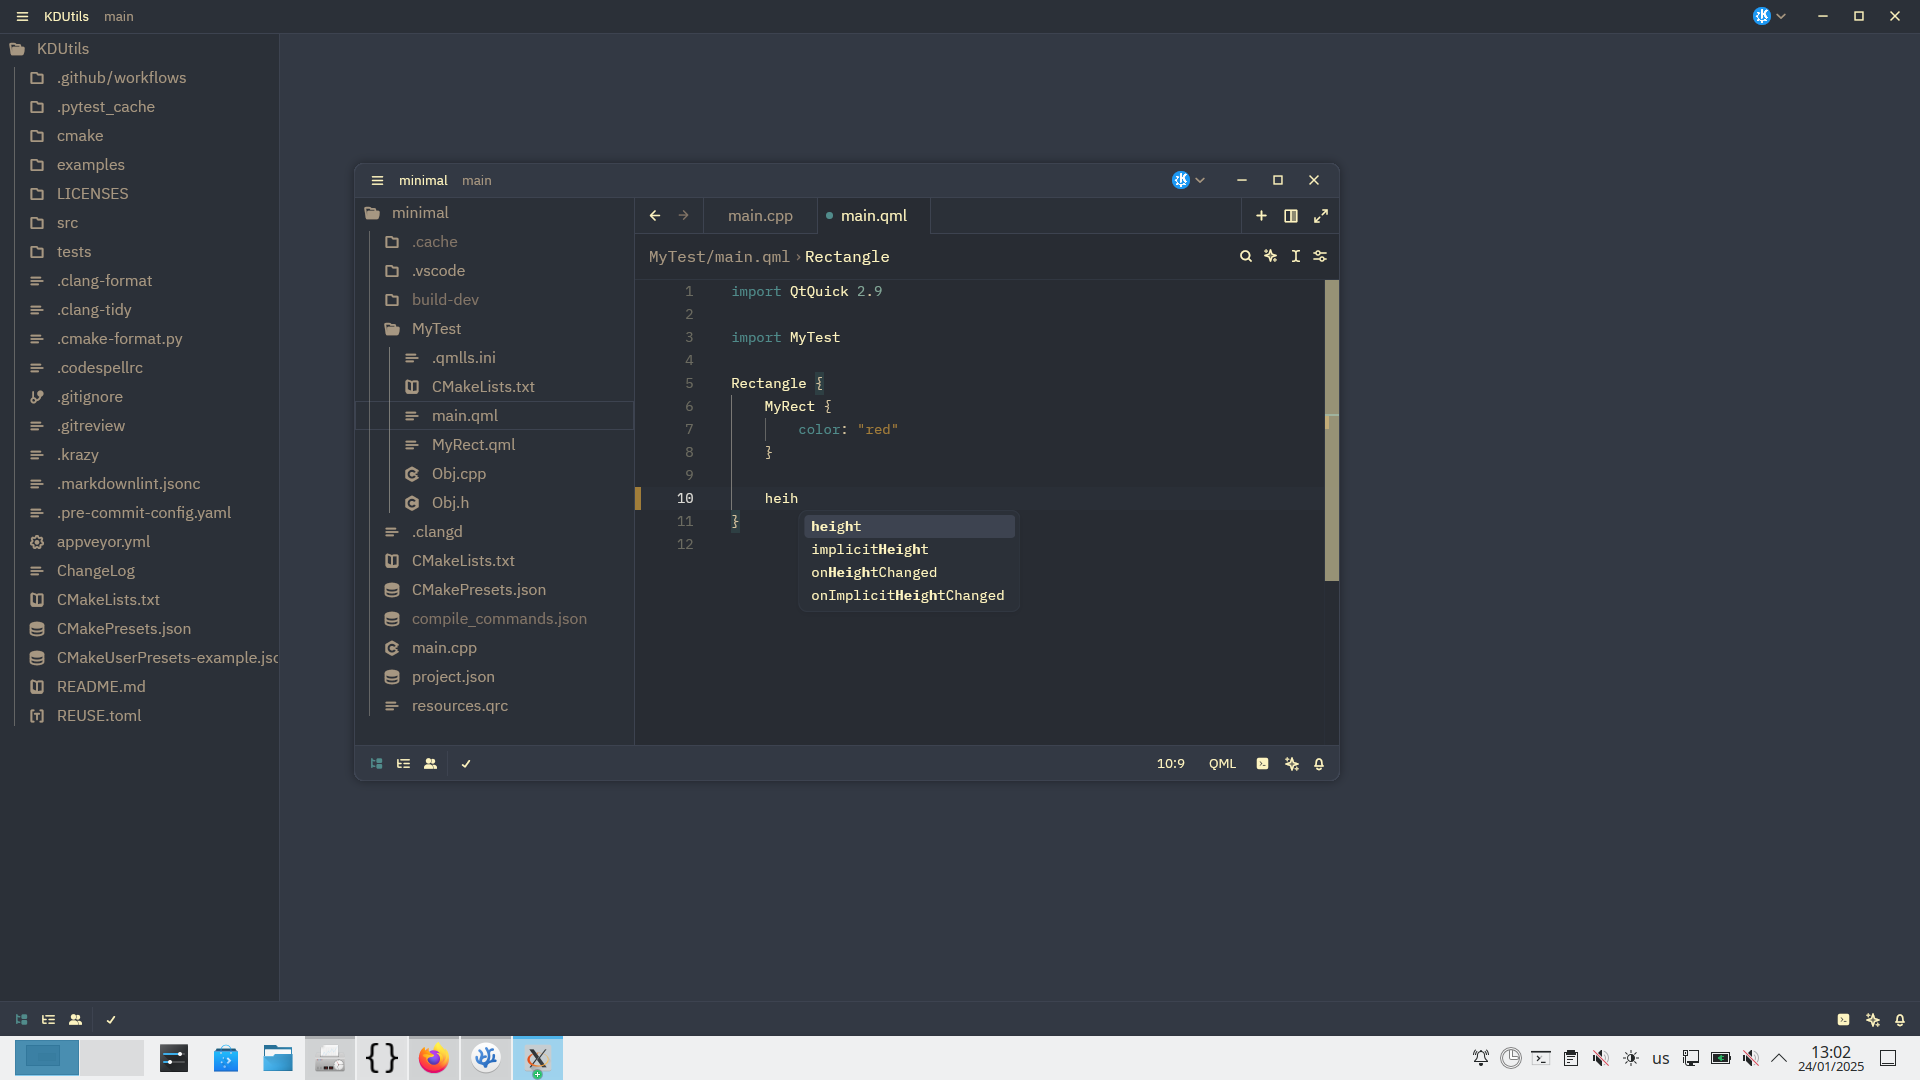 KDUtils main
KDUtils
.github/workflows
.pytest_cache
cmake
examples
LICENSES
src
tests
.clang-format
.clang-tidy
.cmake-format.py
.codespellrc
.gitignore
.gitreview
.krazy
.markdownlint.jsonc
.pre-commit-config.yaml
appveyor.yml
ChangeLog
CMakeLists.txt
CMakePresets.json
CMakeUserPresets-example.jsc
README.md
REUSE.toml
minimal main
minimal
.cache
.vscode
build-dev
MyTest
.qmlls.ini
CMakeLists.txt
main.qml
MyRect.qml
Obj.cpp
Obj.h
.clangd
CMakeLists.txt
CMakePresets.json
compile_commands.json
main.cpp
project.json
resources.qrc
main.cpp main.qml
MyTest/main.qml › Rectangle
1 import QtQuick 2.9
2
3 import MyTest
4
5 Rectangle {
6 MyRect {
7 color: "red"
8 }
9
10 heih
11 }
12
height
implicitHeight
onHeightChanged
onImplicitHeightChanged
10:9 QML
us
13:02
24/01/2025